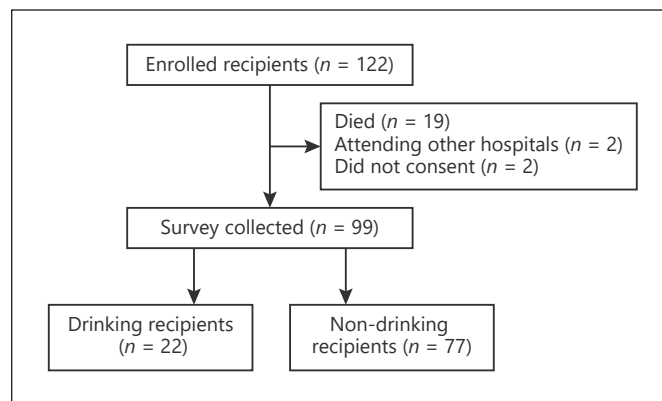 Enrolled recipients (n = 122)
Died (n = 19)
Attending other hospitals (n = 2)
Did not consent (n = 2)
Survey collected (n = 99)
Drinking recipients
(n = 22)
Non-drinking
recipients (n = 77)